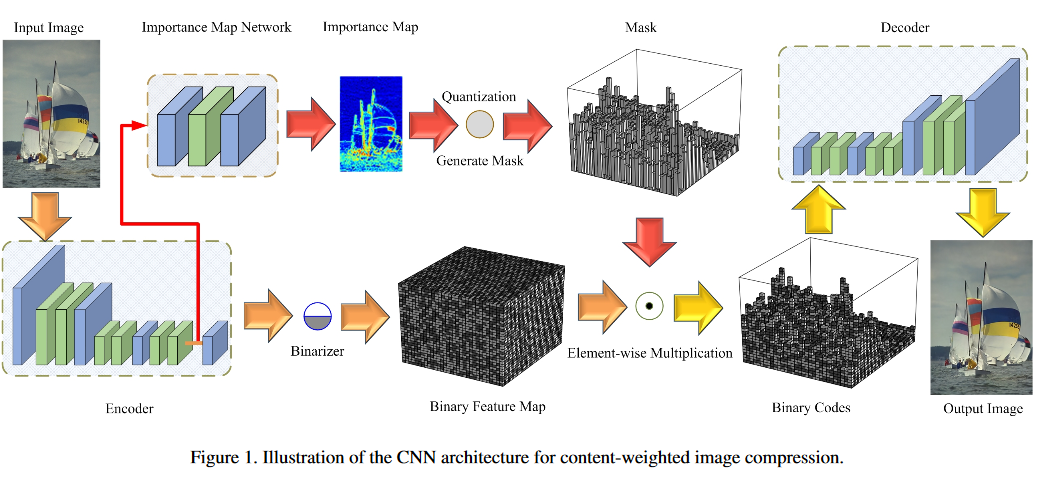 Input Image
Importance Map Network
Importance Map
Mask
Decoder
Quantization
Generate Mask
Binarizer
Element-wise Multiplication
Encoder
Binary Feature Map
Binary Codes
Output Image
Figure 1. Illustration of the CNN architecture for content-weighted image compression.